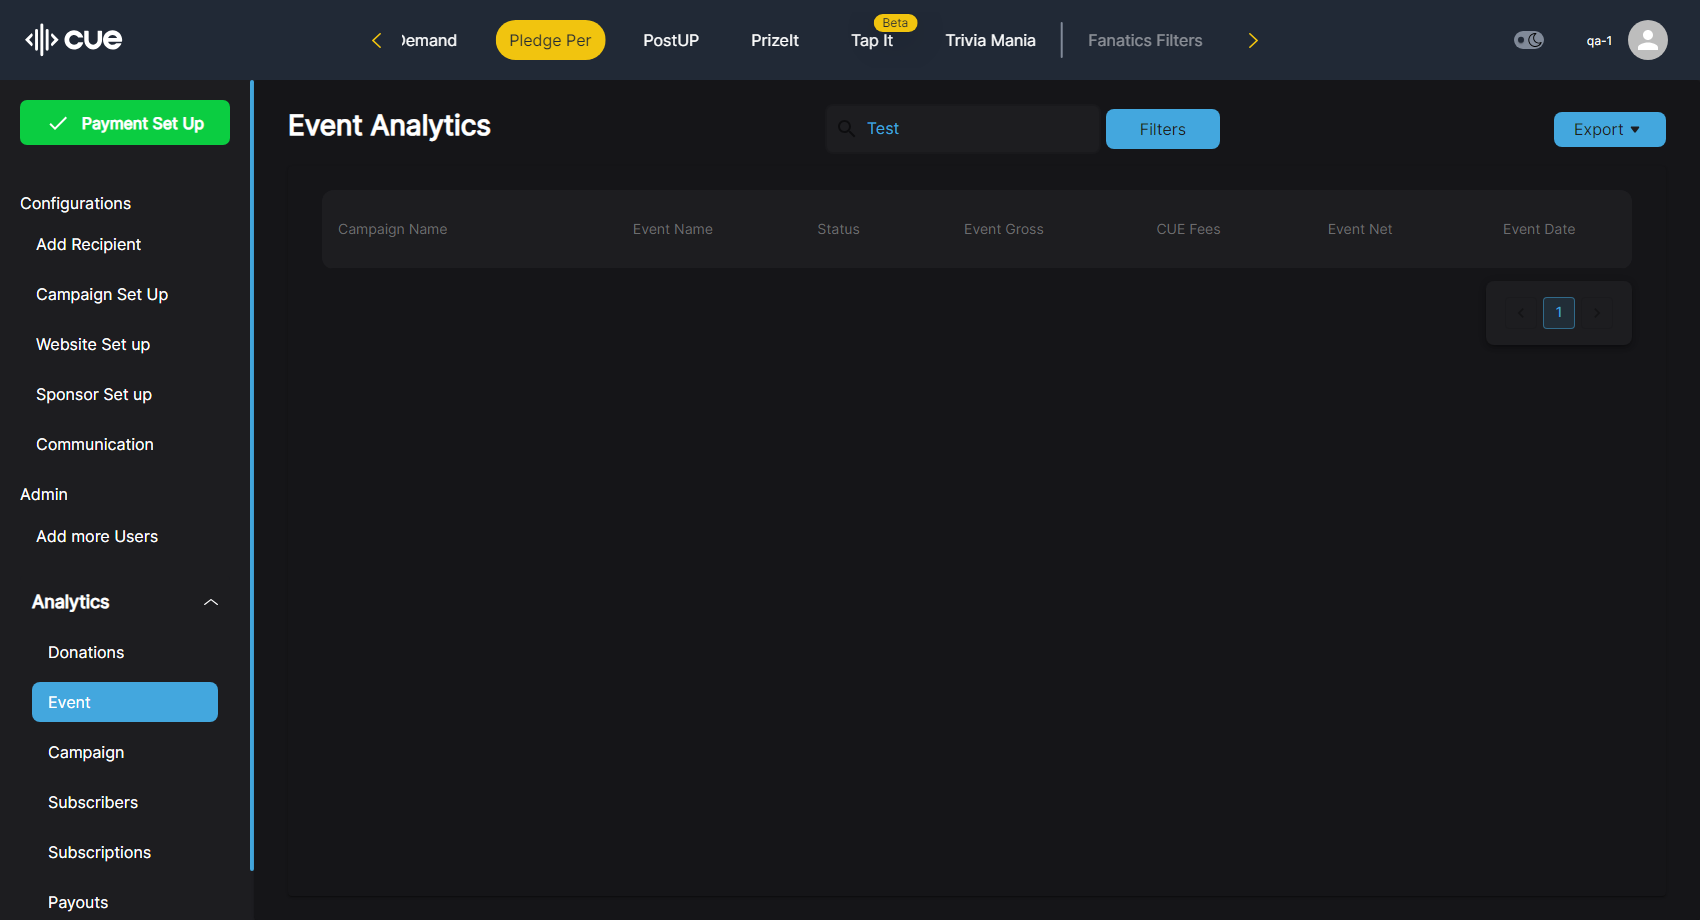 cue
Demand
Pledge Per
PostUP
PrizeIt
Beta
Tap It
Trivia Mania
Fanatics Filters
qa-1
Payment Set Up
Configurations
Add Recipient
Campaign Set Up
Website Set up
Sponsor Set up
Communication
Admin
Add more Users
Analytics
Donations
Event
Campaign
Subscribers
Subscriptions
Payouts
Event Analytics
Test
Filters
Export
Campaign Name Event Name Status Event Gross CUE Fees Event Net Event Date
1